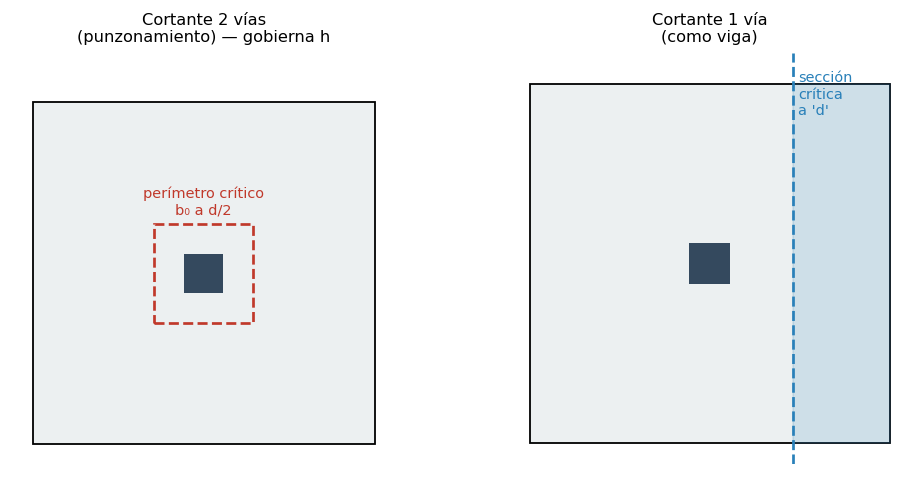 Cortante 2 vías
(punzonamiento) — gobierna h
perímetro crítico
b₀ a d/2
Cortante 1 vía
(como viga)
sección
crítica
a 'd'